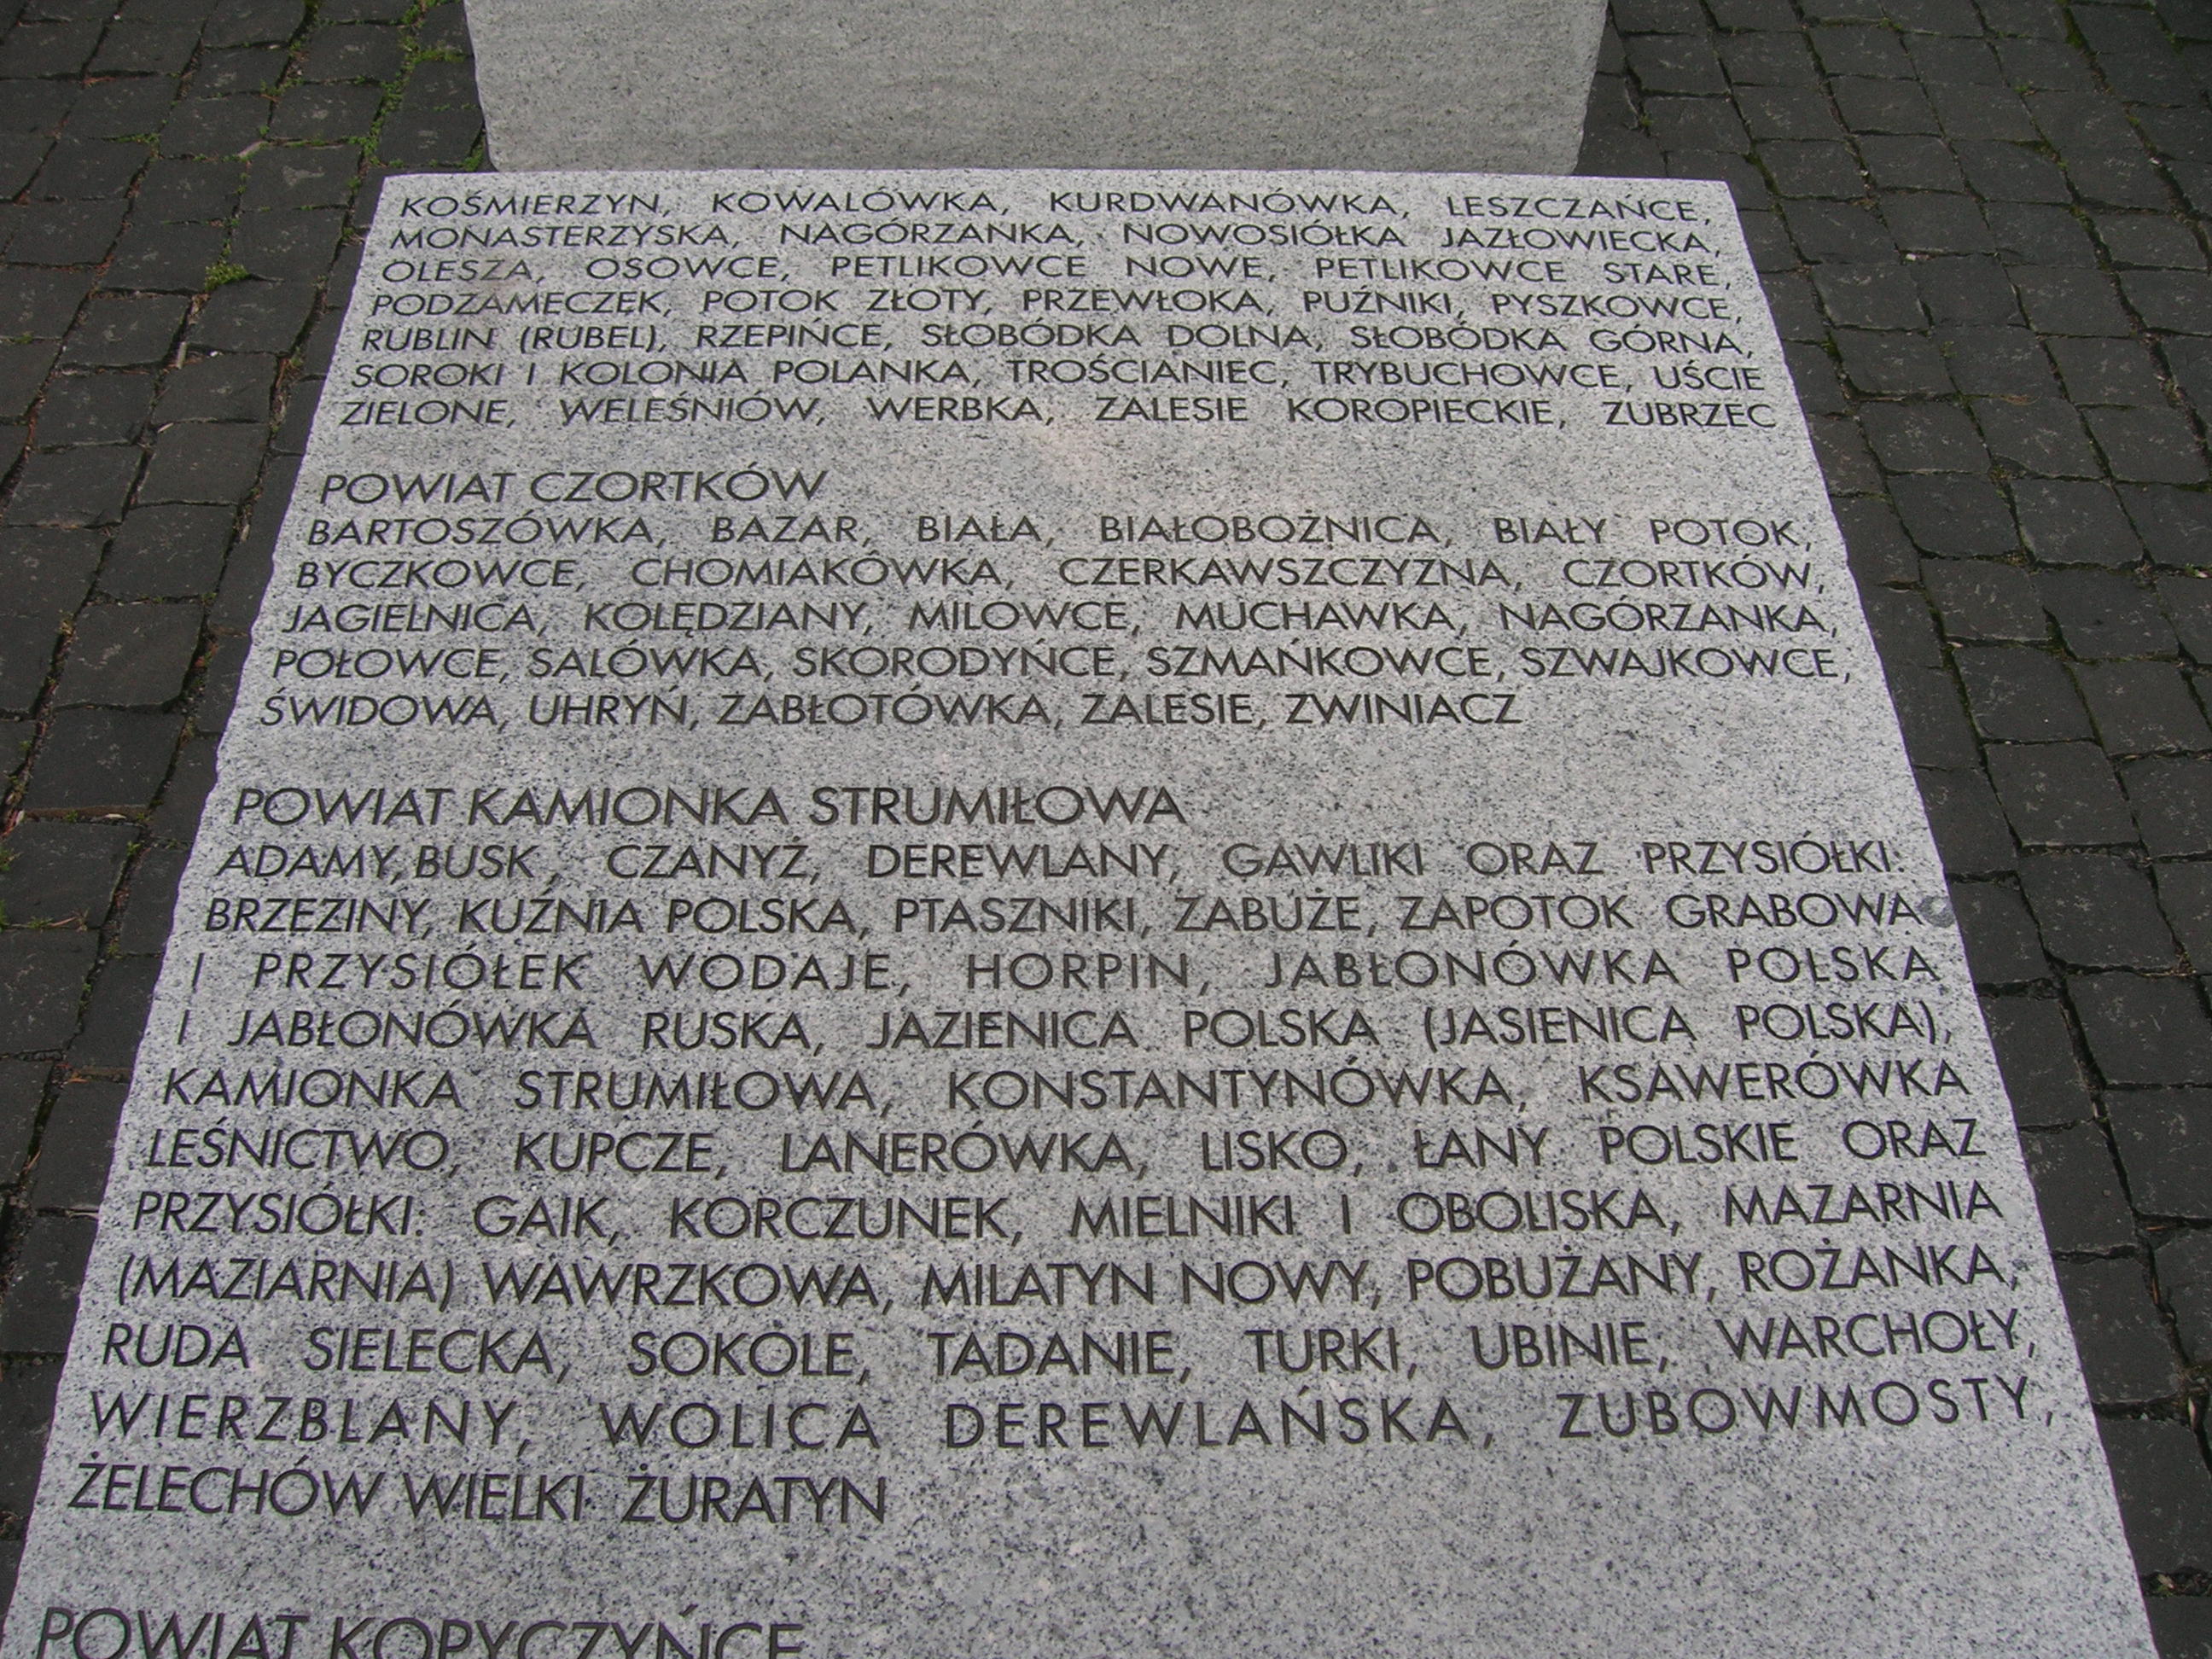 KOŚMIERZYN, KOWALÓWKA, KURDWANÓWKA, LESZCZAŃCE,
MONASTERZYSKA, NAGÓRZANKA, NOWOSIÓŁKA JAZŁOWIECKA,
OLESZA, OSOWCE, PETLIKOWCE NOWE, PETLIKOWCE STARE,
PODZAMECZEK, POTOK ZŁOTY, PRZEWŁOKA, PUŹNIKI, PYSZKOWCE,
RUBLIN (RUBEL), RZEPIŃCE, SŁOBÓDKA DOLNA, SŁOBÓDKA GÓRNA,
SOROKI I KOLONIA POLANKA, TROŚCIANIEC, TRYBUCHOWCE, UŚCIE
ZIELONE, WELEŚNIÓW, WERBKA, ZALESIE KOROPIECKIE, ZUBRZEC
POWIAT CZORTKÓW
BARTOSZÓWKA, BAZAR, BIAŁA, BIAŁOBOŻNICA, BIAŁY POTOK,
BYCZKOWCE, CHOMIAKÓWKA, CZERKAWSZCZYZNA, CZORTKÓW,
JAGIELNICA, KOLĘDZIANY, MILOWCE, MUCHAWKA, NAGÓRZANKA,
POŁOWCE, SALÓWKA, SKORODYŃCE, SZMAŃKOWCE, SZWAJKOWCE,
ŚWIDOWA, UHRYŃ, ZABŁOTÓWKA, ZALESIE, ZWINIACZ
POWIAT KAMIONKA STRUMIŁOWA
ADAMY, BUSK, CZANYŻ, DEREWLANY, GAWLIKI ORAZ PRZYSIÓŁKI:
BRZEZINY, KUŹNIA POLSKA, PTASZNIKI, ZABUŻE, ZAPOTOK GRABOWA
I PRZYSIÓŁEK WODAJE, HORPIN, JABŁONÓWKA POLSKA
I JABŁONÓWKA RUSKA, JAZIENICA POLSKA (JASIENICA POLSKA),
KAMIONKA STRUMIŁOWA, KONSTANTYNÓWKA, KSAWERÓWKA
LEŚNICTWO, KUPCZE, LANERÓWKA, LISKO, ŁANY POLSKIE ORAZ
PRZYSIÓŁKI: GAIK, KORCZUNEK, MIELNIKI I OBOLISKA, MAZARNIA
(MAZIARNIA) WAWRZKOWA, MILATYN NOWY, POBUŻANY, ROŻANKA,
RUDA SIELECKA, SOKOLE, TADANIE, TURKI, UBINIE, WARCHOŁY,
WIERZBLANY, WOLICA DEREWLAŃSKA, ZUBOWMOSTY,
ŻELECHÓW WIELKI ŻURATYN
POWIAT KOPYCZYŃCE